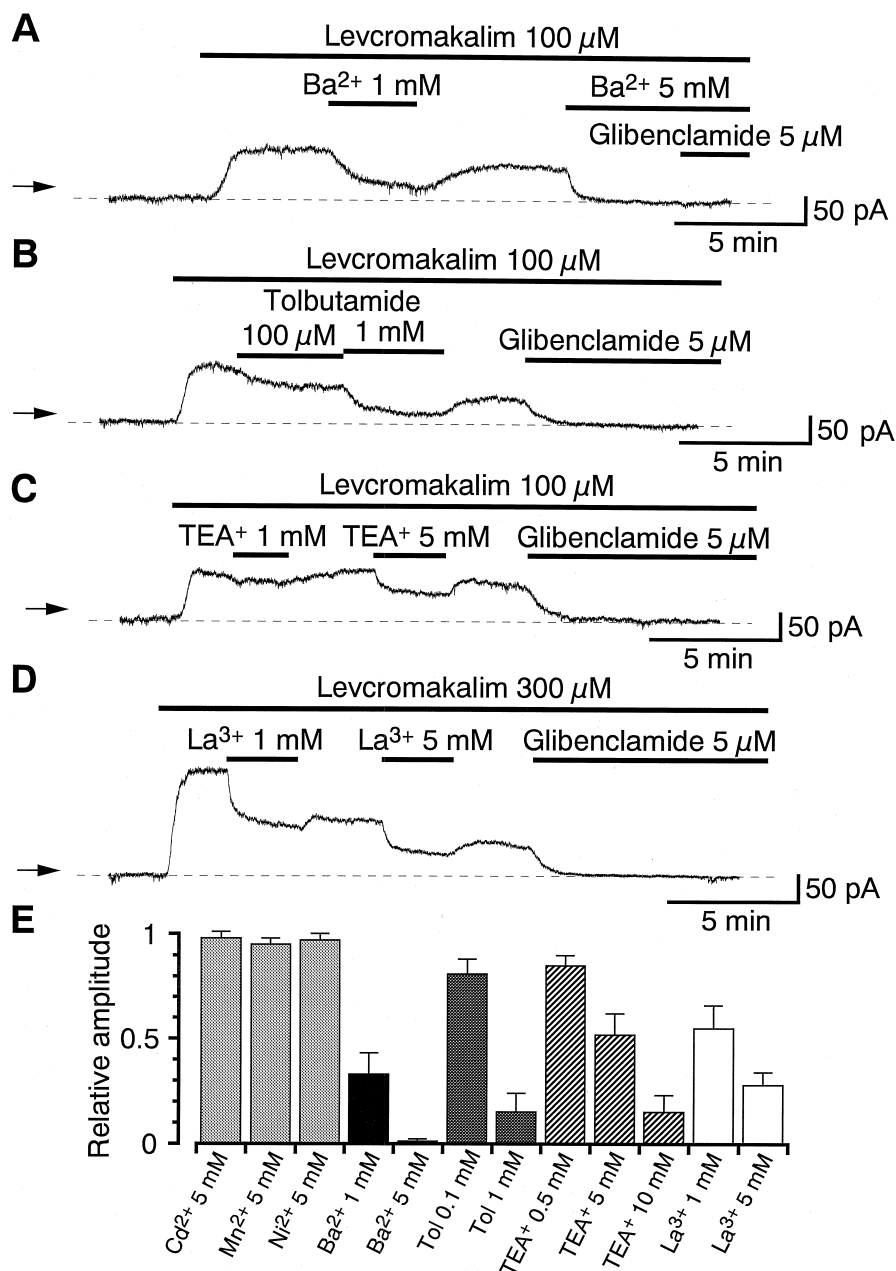 A
Levcromakalim 100 µM
Ba2+ 1 mM
Ba2+ 5 mM
Glibenclamide 5 µM
50 pA
5 min
B
Levcromakalim 100 µM
Tolbutamide
100 µM
1 mM
Glibenclamide 5 µM
50 pA
5 min
C
Levcromakalim 100 µM
TEA+ 1 mM
TEA+ 5 mM
Glibenclamide 5 µM
50 pA
5 min
D
Levcromakalim 300 µM
La3+ 1 mM
La3+ 5 mM
Glibenclamide 5 µM
50 pA
5 min
E
Relative amplitude
1
0.5
0
Cd2+ 5 mM
Mn2+ 5 mM
Ni2+ 5 mM
Ba2+ 1 mM
Ba2+ 5 mM
Tol 0.1 mM
Tol 1 mM
TEA+ 0.5 mM
TEA+ 5 mM
TEA+ 10 mM
La3+ 1 mM
La3+ 5 mM